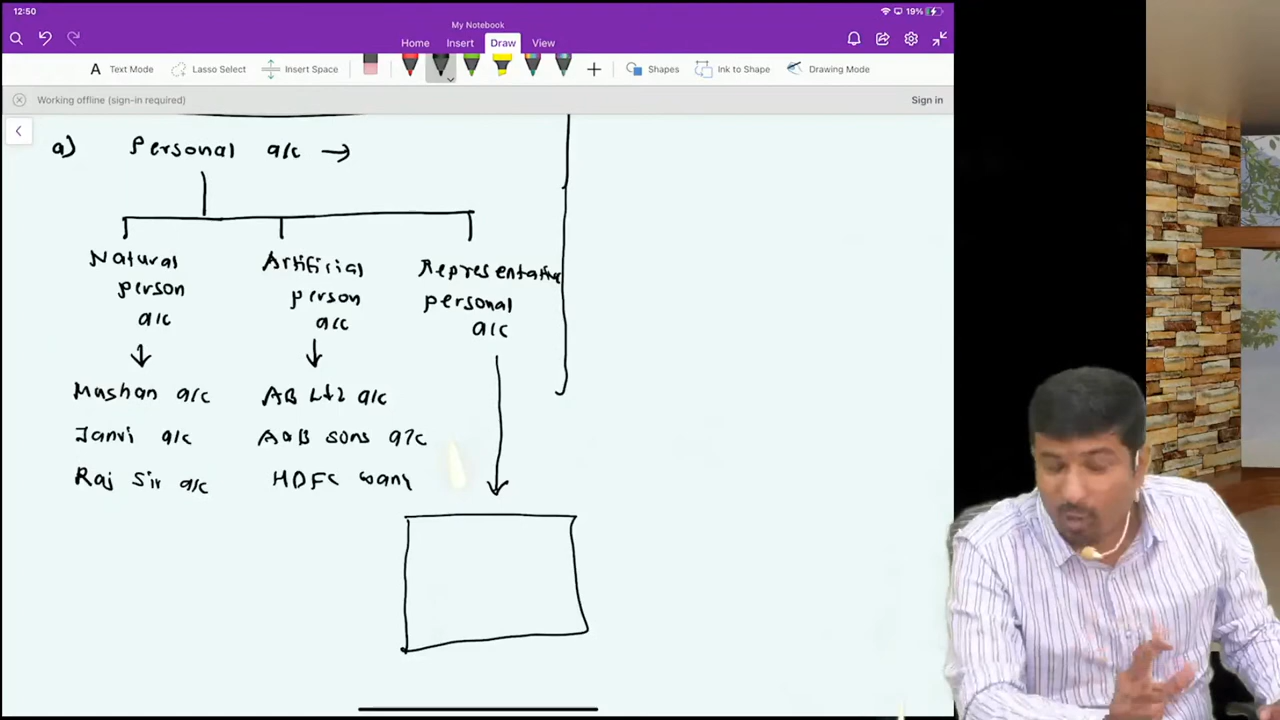 12:50
19%
My Notebook
Home Insert Draw View
Text Mode Lasso Select Insert Space Shapes Ink to Shape Drawing Mode
Working offline (sign-in required) Sign in
a) Personal a/c →
Natural person a/c
Artificial person a/c
Representative personal a/c
Mushan a/c
Janvi a/c
Raj Sir a/c
AB Ltd a/c
A&B sons a/c
HDFC Bank